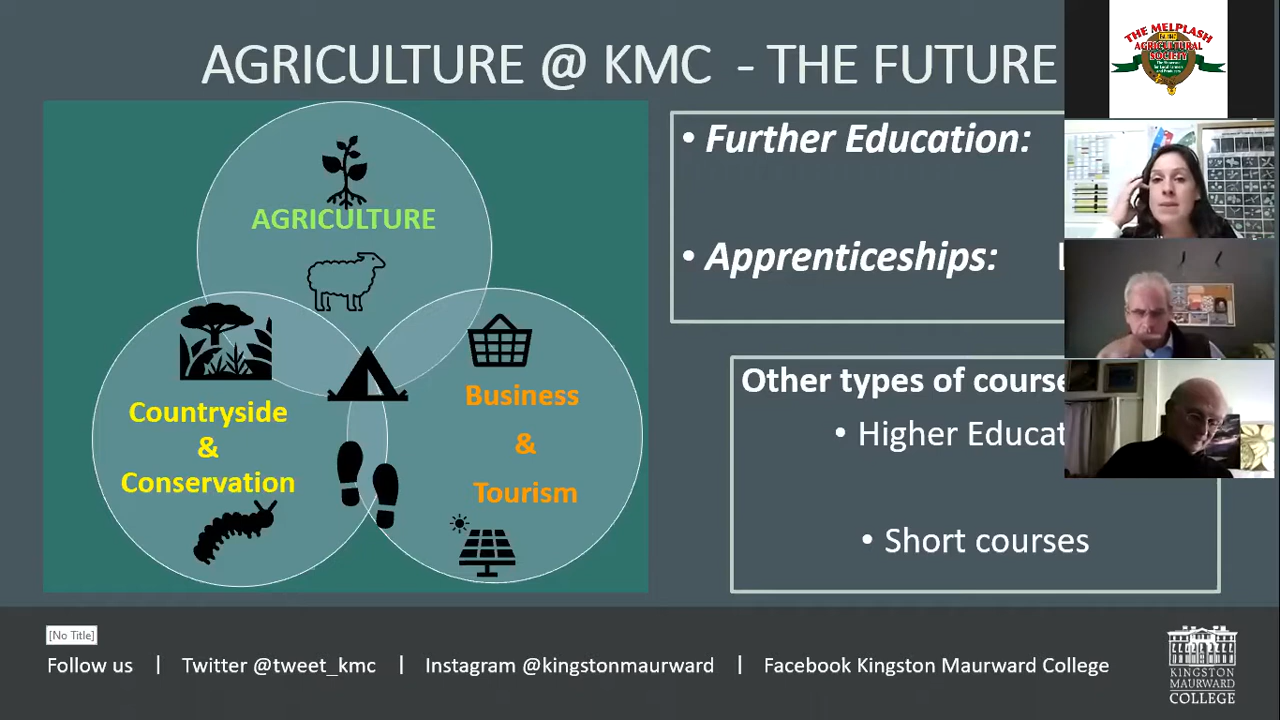 AGRICULTURE @ KMC - THE FUTURE
THE MELPLASH
AGRICULTURAL
SOCIETY
• Further Education:
• Apprenticeships:
AGRICULTURE
Countryside
&
Conservation
Business
&
Tourism
Other types of course
• Higher Educat
• Short courses
[No Title]
Follow us | Twitter @tweet_kmc | Instagram @kingstonmaurward | Facebook Kingston Maurward College
KINGSTON
MAURWARD
COLLEGE